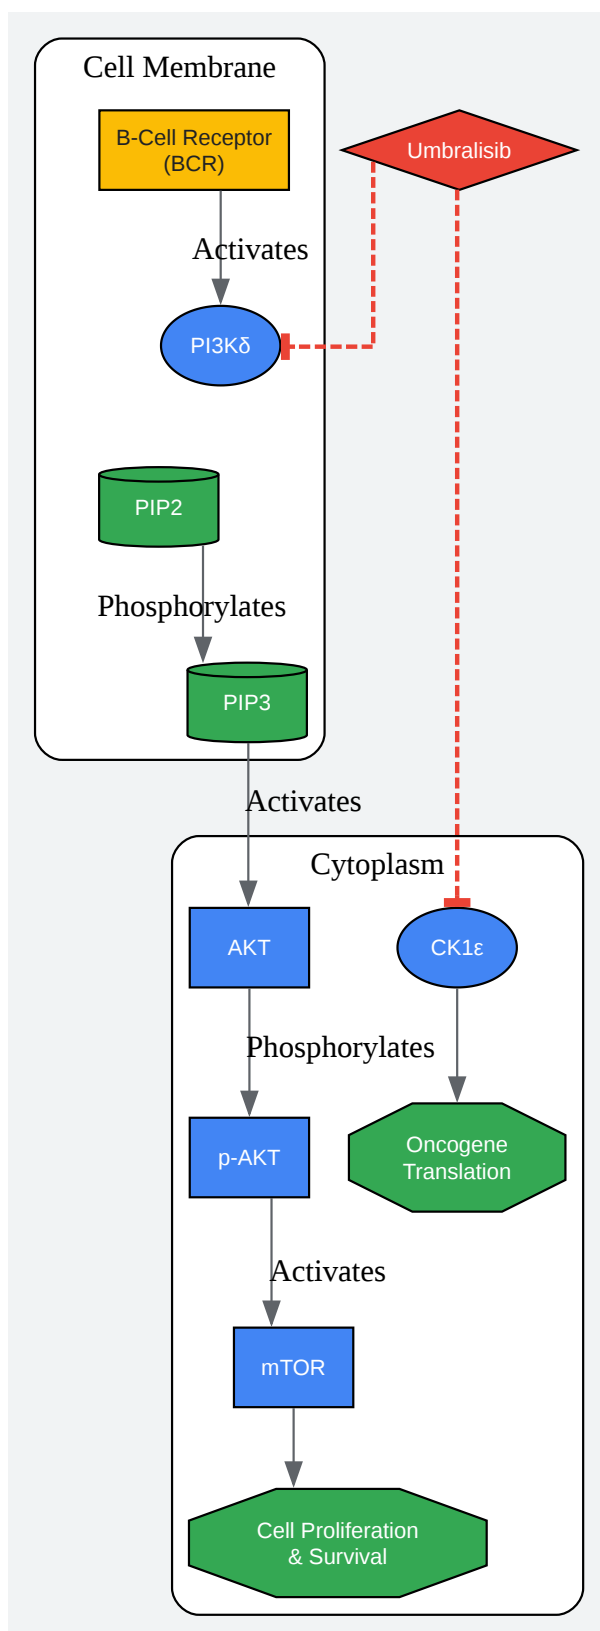 Cell Membrane
B-Cell Receptor
(BCR)
Umbralisib
Activates
PI3Kδ
PIP2
Phosphorylates
PIP3
Activates
Cytoplasm
AKT
CK1ε
Phosphorylates
p-AKT
Oncogene
Translation
Activates
mTOR
Cell Proliferation
& Survival